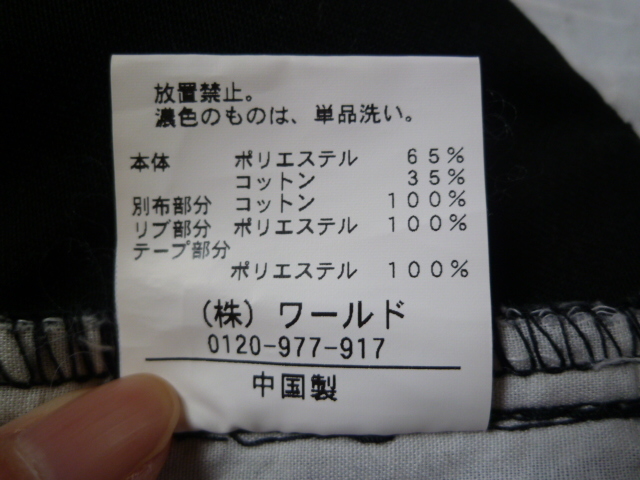 放置禁止。
濃色のものは、単品洗い。
本体 ポリエステル 65%
コットン 35%
別布部分 コットン 100%
リブ部分 ポリエステル 100%
テープ部分
ポリエステル 100%
(株)ワールド
0120-977-917
中国製